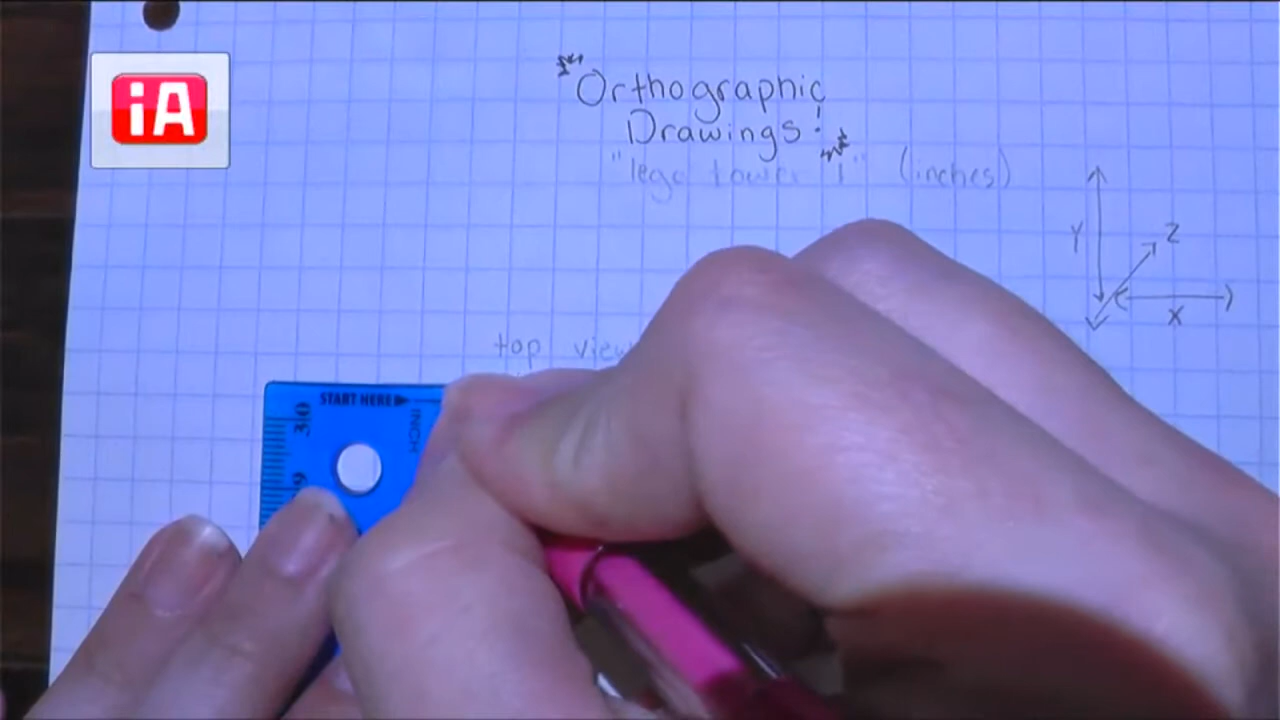 iA
Orthographic
Drawings!
"lego tower 1" (inches)
Y
Z
X
top view
START HERE
INCH
30